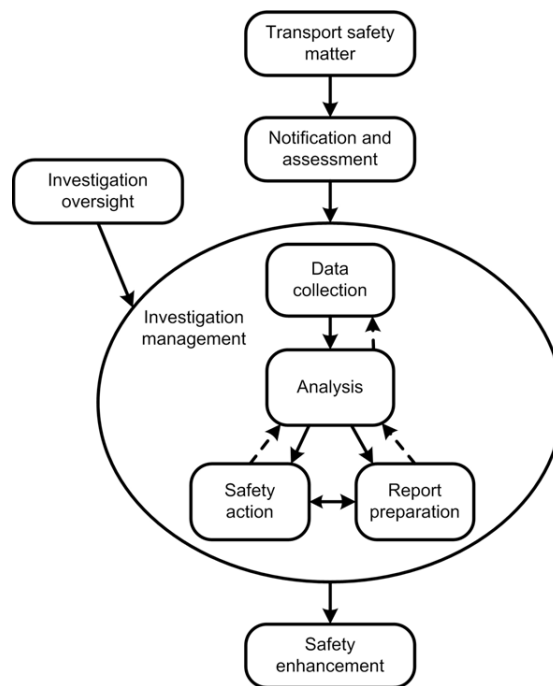 Transport safety
matter
Notification and
assessment
Investigation
oversight
Data
collection
Investigation
management
Analysis
Safety
action
Report
preparation
Safety
enhancement